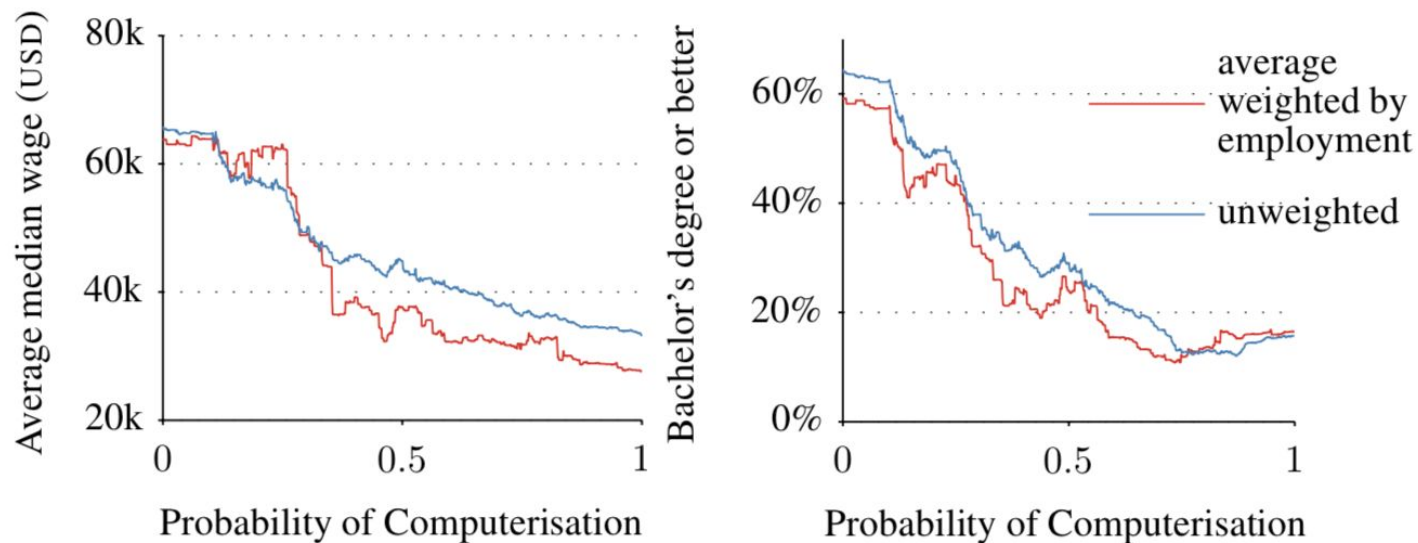 Average median wage (USD)
80k
60k
40k
20k
0
0.5
1
Probability of Computerisation
Bachelor's degree or better
60%
40%
20%
0%
0
0.5
1
Probability of Computerisation
average
weighted by
employment
unweighted